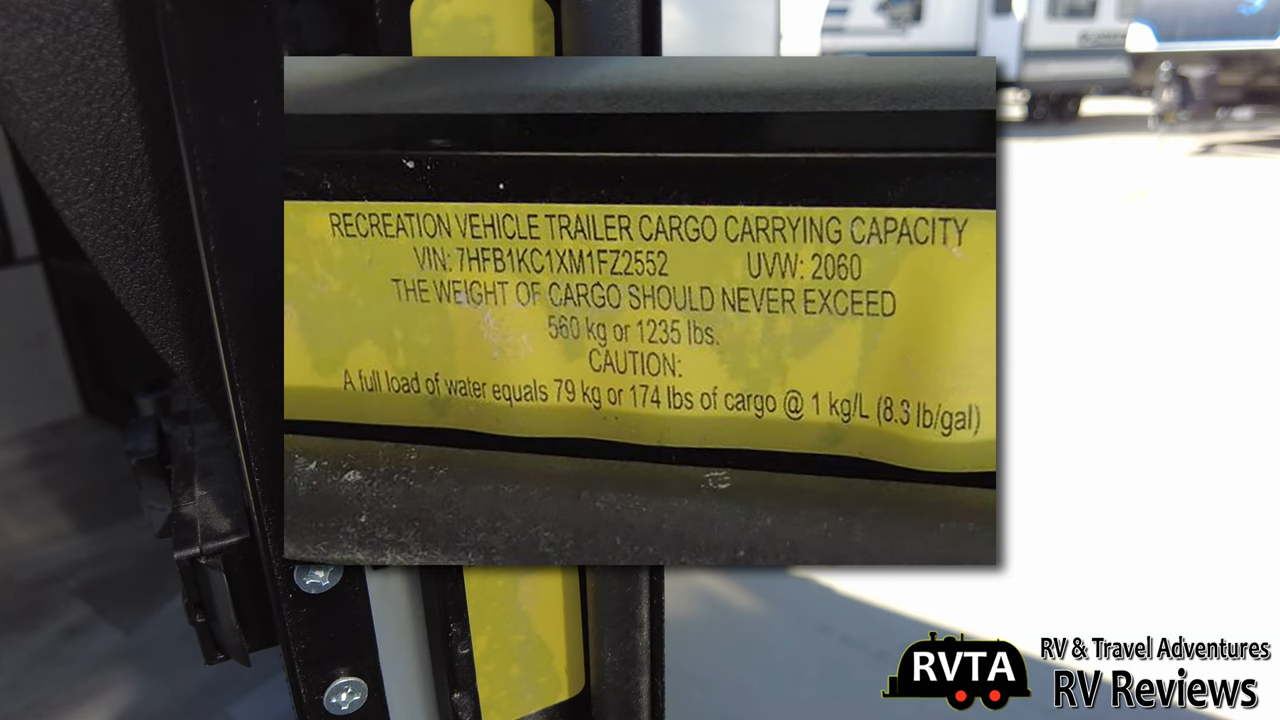 RECREATION VEHICLE TRAILER CARGO CARRYING CAPACITY
VIN: 7HFB1KC1XM1FZ2552 UVW: 2060
THE WEIGHT OF CARGO SHOULD NEVER EXCEED
560 kg or 1235 lbs.
CAUTION:
A full load of water equals 79 kg or 174 lbs of cargo @ 1 kg/L (8.3 lb/gal)
RVTA
RV & Travel Adventures
RV Reviews